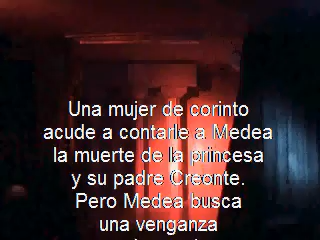 Una mujer de corinto
acude a contarle a Medea
la muerte de la princesa
y su padre Creonte.
Pero Medea busca
una venganza